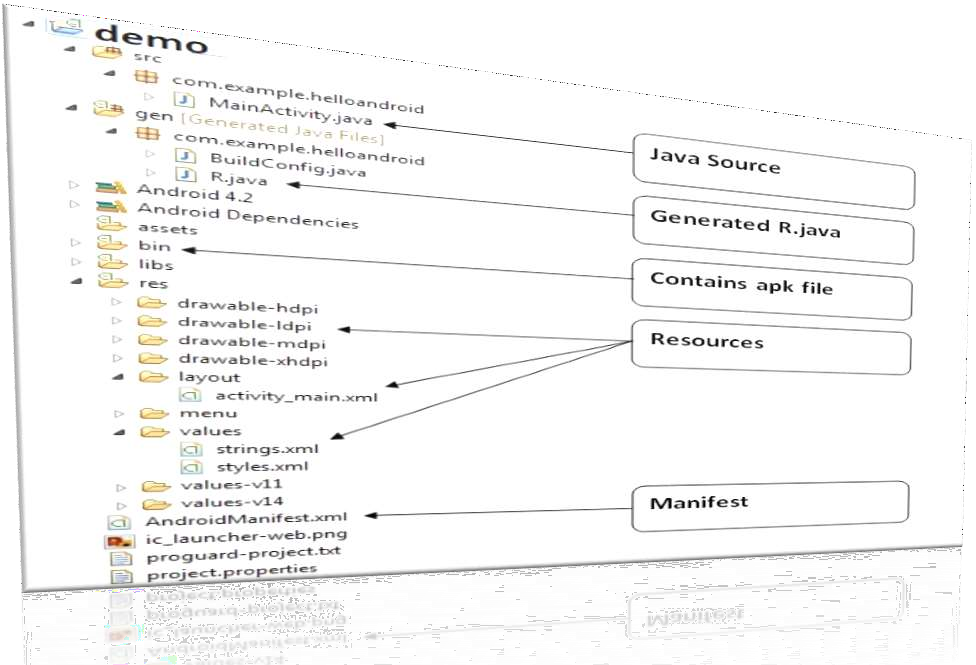 demo
src
com.example.helloandroid
MainActivity.java
gen [Generated Java Files]
com.example.helloandroid
BuildConfig.java
R.java
Android 4.2
Android Dependencies
assets
bin
libs
res
drawable-hdpi
drawable-ldpi
drawable-mdpi
drawable-xhdpi
layout
activity_main.xml
menu
values
strings.xml
styles.xml
values-v11
values-v14
AndroidManifest.xml
ic_launcher-web.png
proguard-project.txt
project.properties
Java Source
Generated R.java
Contains apk file
Resources
Manifest